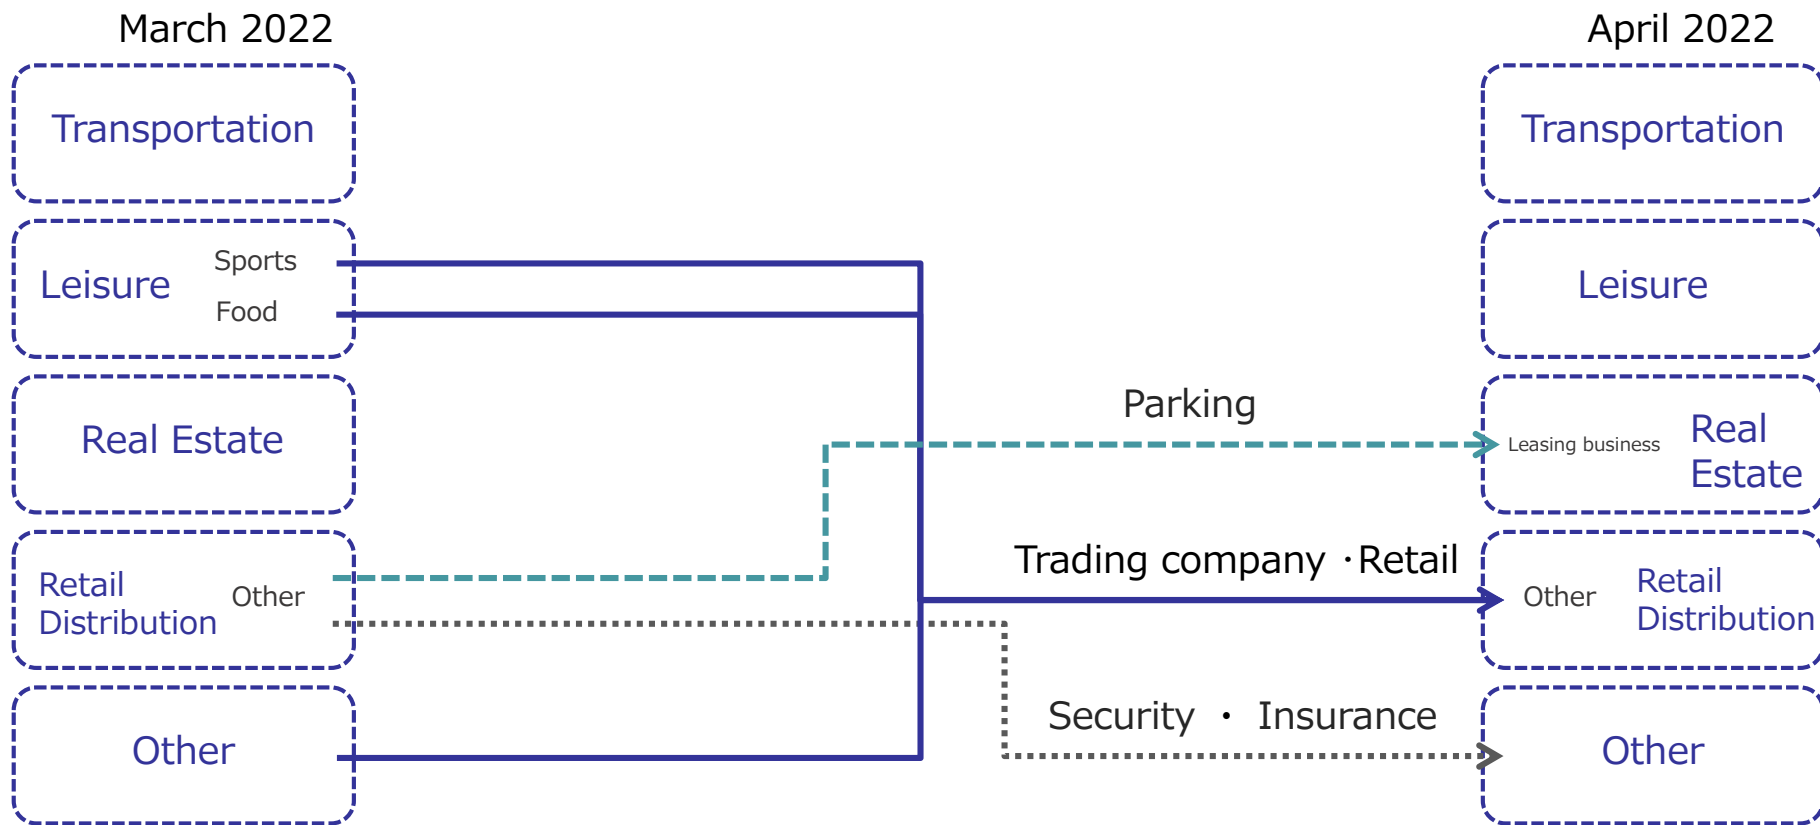 March 2022
April 2022
Transportation
Transportation
Leisure
Sports
Food
Leisure
Real Estate
Parking
Leasing business
Real
Estate
Retail
Distribution
Other
Trading company ・Retail
Other
Retail
Distribution
Other
Security ・ Insurance
Other